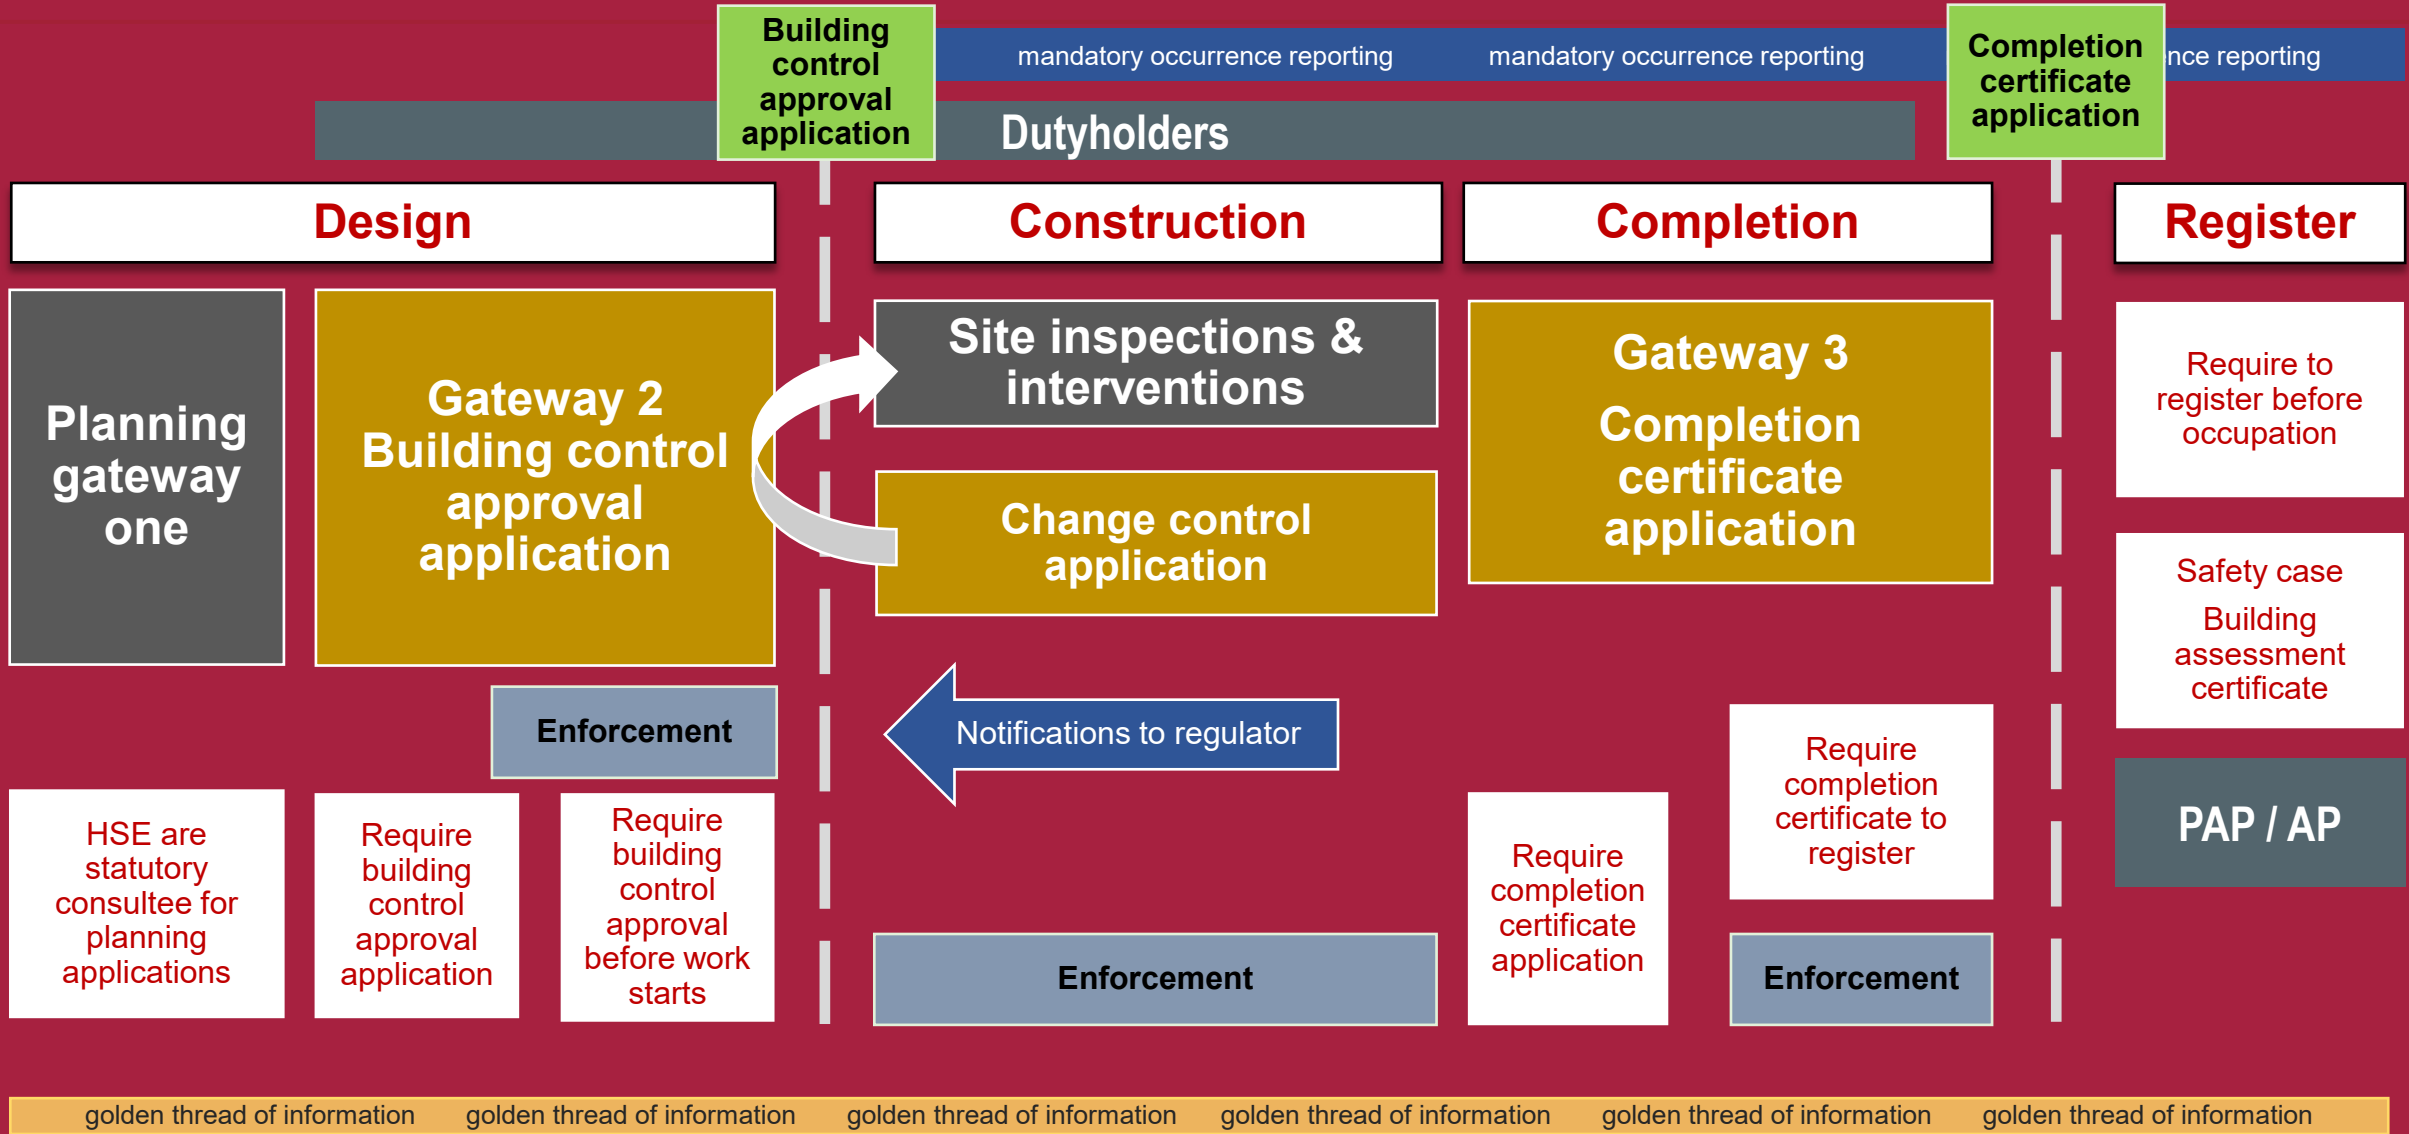 Building
control
approval
application
mandatory occurrence reporting
mandatory occurrence reporting
Completion
certificate
application
reporting
Dutyholders
Design
Construction
Completion
Register
Planning
gateway
one
Gateway 2
Building control
approval
application
Site inspections &
interventions
Change control
application
Gateway 3
Completion
certificate
application
Require to
register before
occupation
Safety case
Building
assessment
certificate
PAP / AP
Enforcement
Notifications to regulator
HSE are
statutory
consultee for
planning
applications
Require
building
control
approval
application
Require
building
control
approval
before work
starts
Enforcement
Require
completion
certificate
application
Require
completion
certificate to
register
Enforcement
golden thread of information golden thread of information golden thread of information golden thread of information golden thread of information golden thread of information